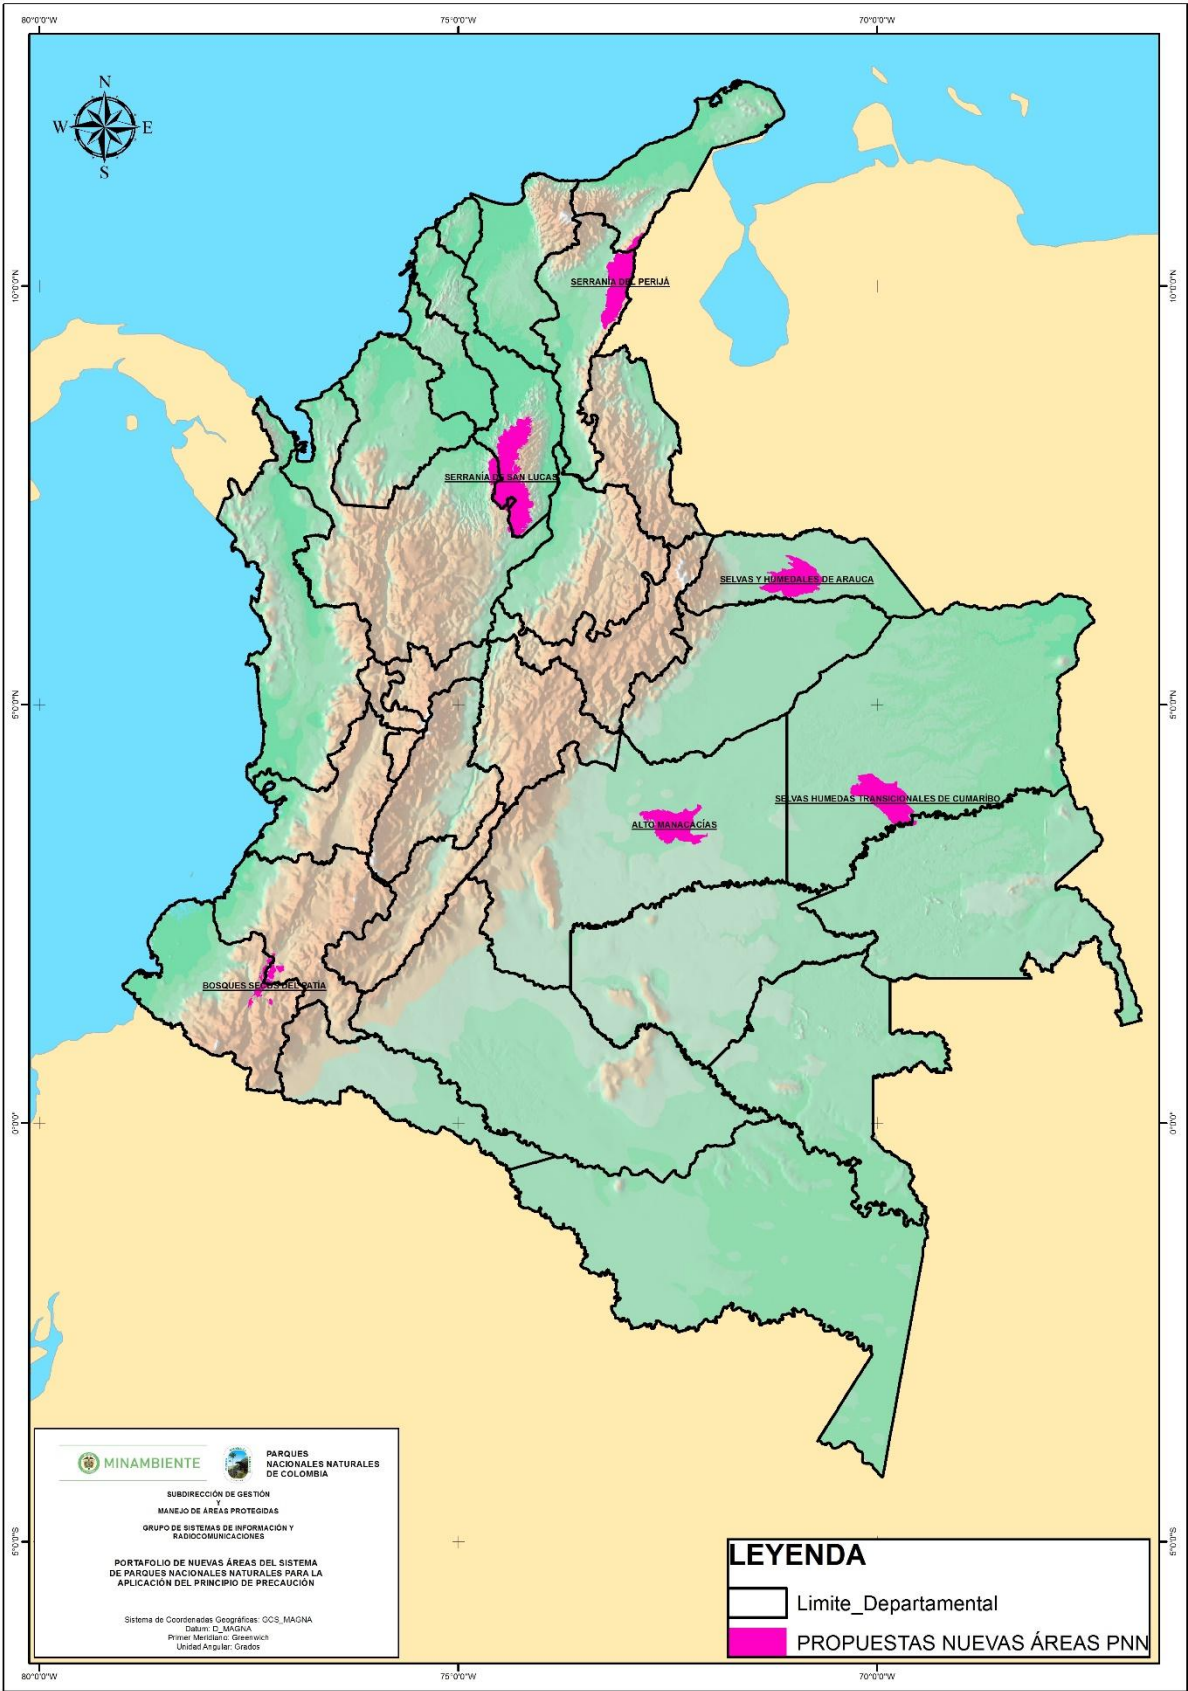 80°0'0"W
75°0'0"W
70°0'0"W
N
W
E
S
10°0'0"N
10°0'0"N
SERRANÍA DEL PERIJÁ
SERRANÍA DE SAN LUCAS
SELVAS Y HUMEDALES DE ARAUCA
5°0'0"N
5°0'0"N
SELVAS HUMEDAS TRANSICIONALES DE CUMARIBO
ALTO MANACACÍAS
BOSQUES SECOS DEL PATÍA
0°0'0"
0°0'0"
MINAMBIENTE
PARQUES
NACIONALES NATURALES
DE COLOMBIA
SUBDIRECCIÓN DE GESTIÓN
Y
MANEJO DE ÁREAS PROTEGIDAS
GRUPO DE SISTEMAS DE INFORMACIÓN Y
RADIOCOMUNICACIONES
PORTAFOLIO DE NUEVAS ÁREAS DEL SISTEMA
DE PARQUES NACIONALES NATURALES PARA LA
APLICACIÓN DEL PRINCIPIO DE PRECAUCIÓN
Sistema de Coordenadas Geográficas: GCS_MAGNA
Datum: D_MAGNA
Primer Meridiano: Greenwich
Unidad Angular: Grados
5°0'0"S
5°0'0"S
LEYENDA
Limite_Departamental
PROPUESTAS NUEVAS ÁREAS PNN
80°0'0"W
75°0'0"W
70°0'0"W